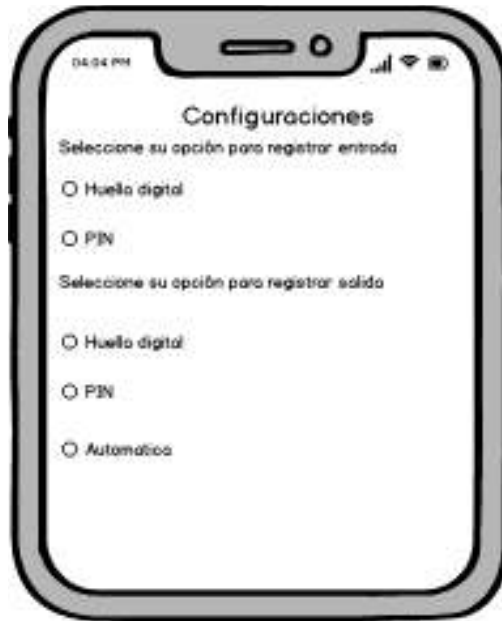 04:04 PM
Configuraciones
Seleccione su opción para registrar entrada
Huella digital
PIN
Seleccione su opción para registrar salida
Huella digital
PIN
Automatica